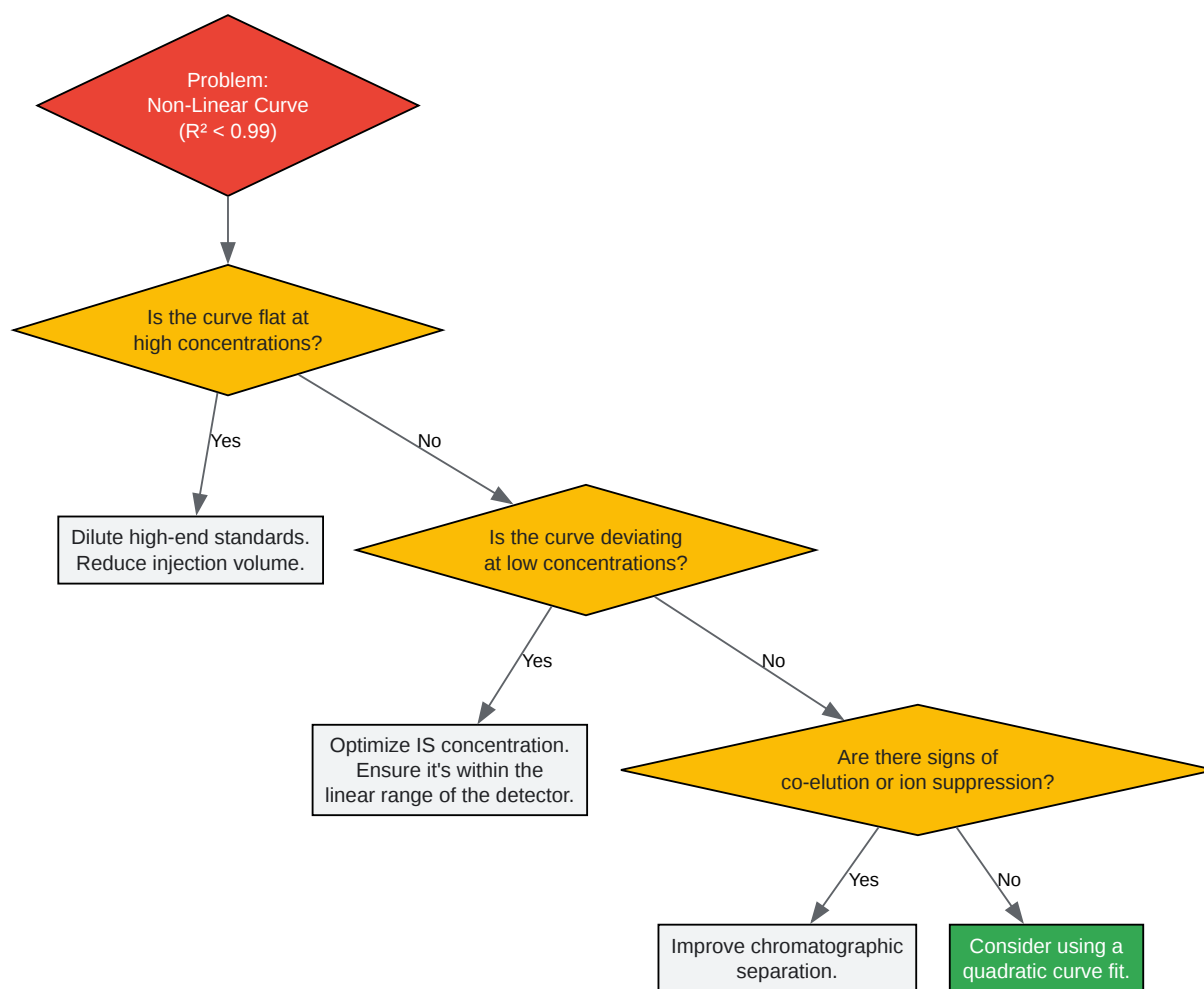 Problem:
Non-Linear Curve
(R² < 0.99)
Is the curve flat at
high concentrations?
Yes
No
Dilute high-end standards.
Reduce injection volume.
Is the curve deviating
at low concentrations?
Yes
No
Optimize IS concentration.
Ensure it's within the
linear range of the detector.
Are there signs of
co-elution or ion suppression?
Yes
No
Improve chromatographic
separation.
Consider using a
quadratic curve fit.